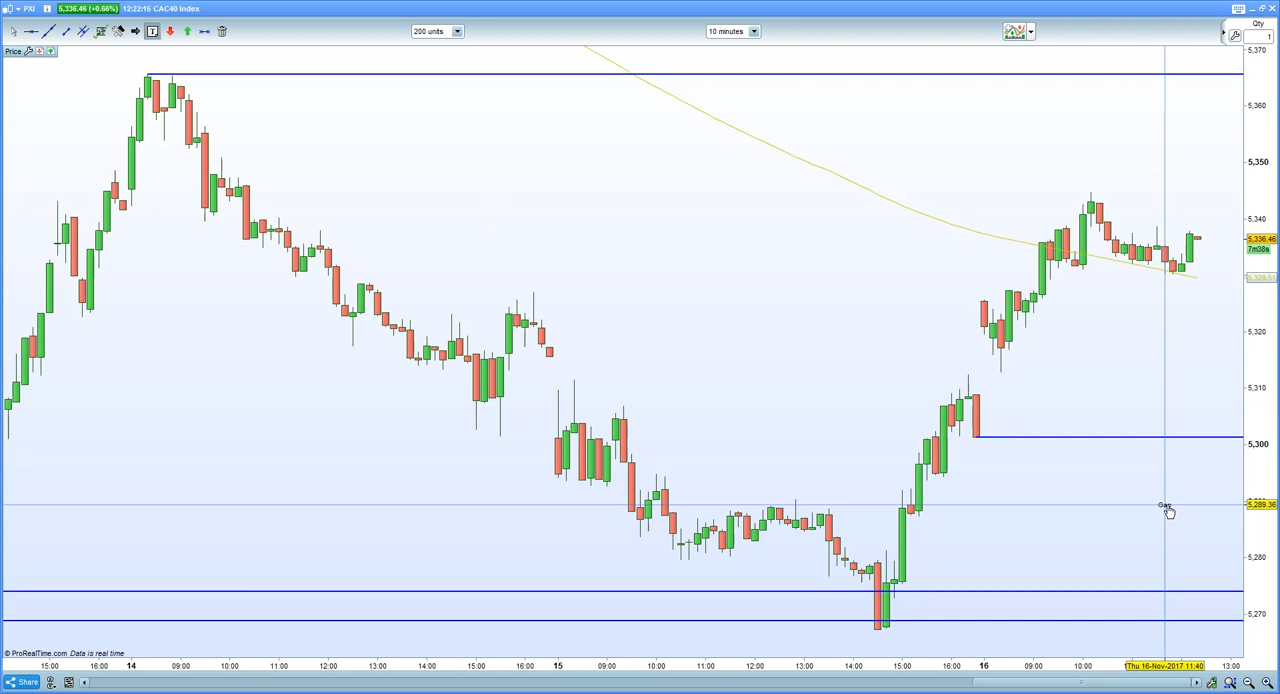 PXI 5,336.46 (+0.66%) 12:22:15 CAC40 Index
200 units 10 minutes Qty
1
Price
5,370
5,360
5,350
5,340
5,336.46
7m38s
5,329.51
5,320
5,310
5,300
5,289.36
5,280
5,270
Gap
© ProRealTime.com Data is real time
15:00 16:00 14 09:00 10:00 11:00 12:00 13:00 14:00 15:00 16:00 15 09:00 10:00 11:00 12:00 13:00 14:00 15:00 16:00 16 09:00 10:00 Thu 16-Nov-2017 11:40 13:00
Share